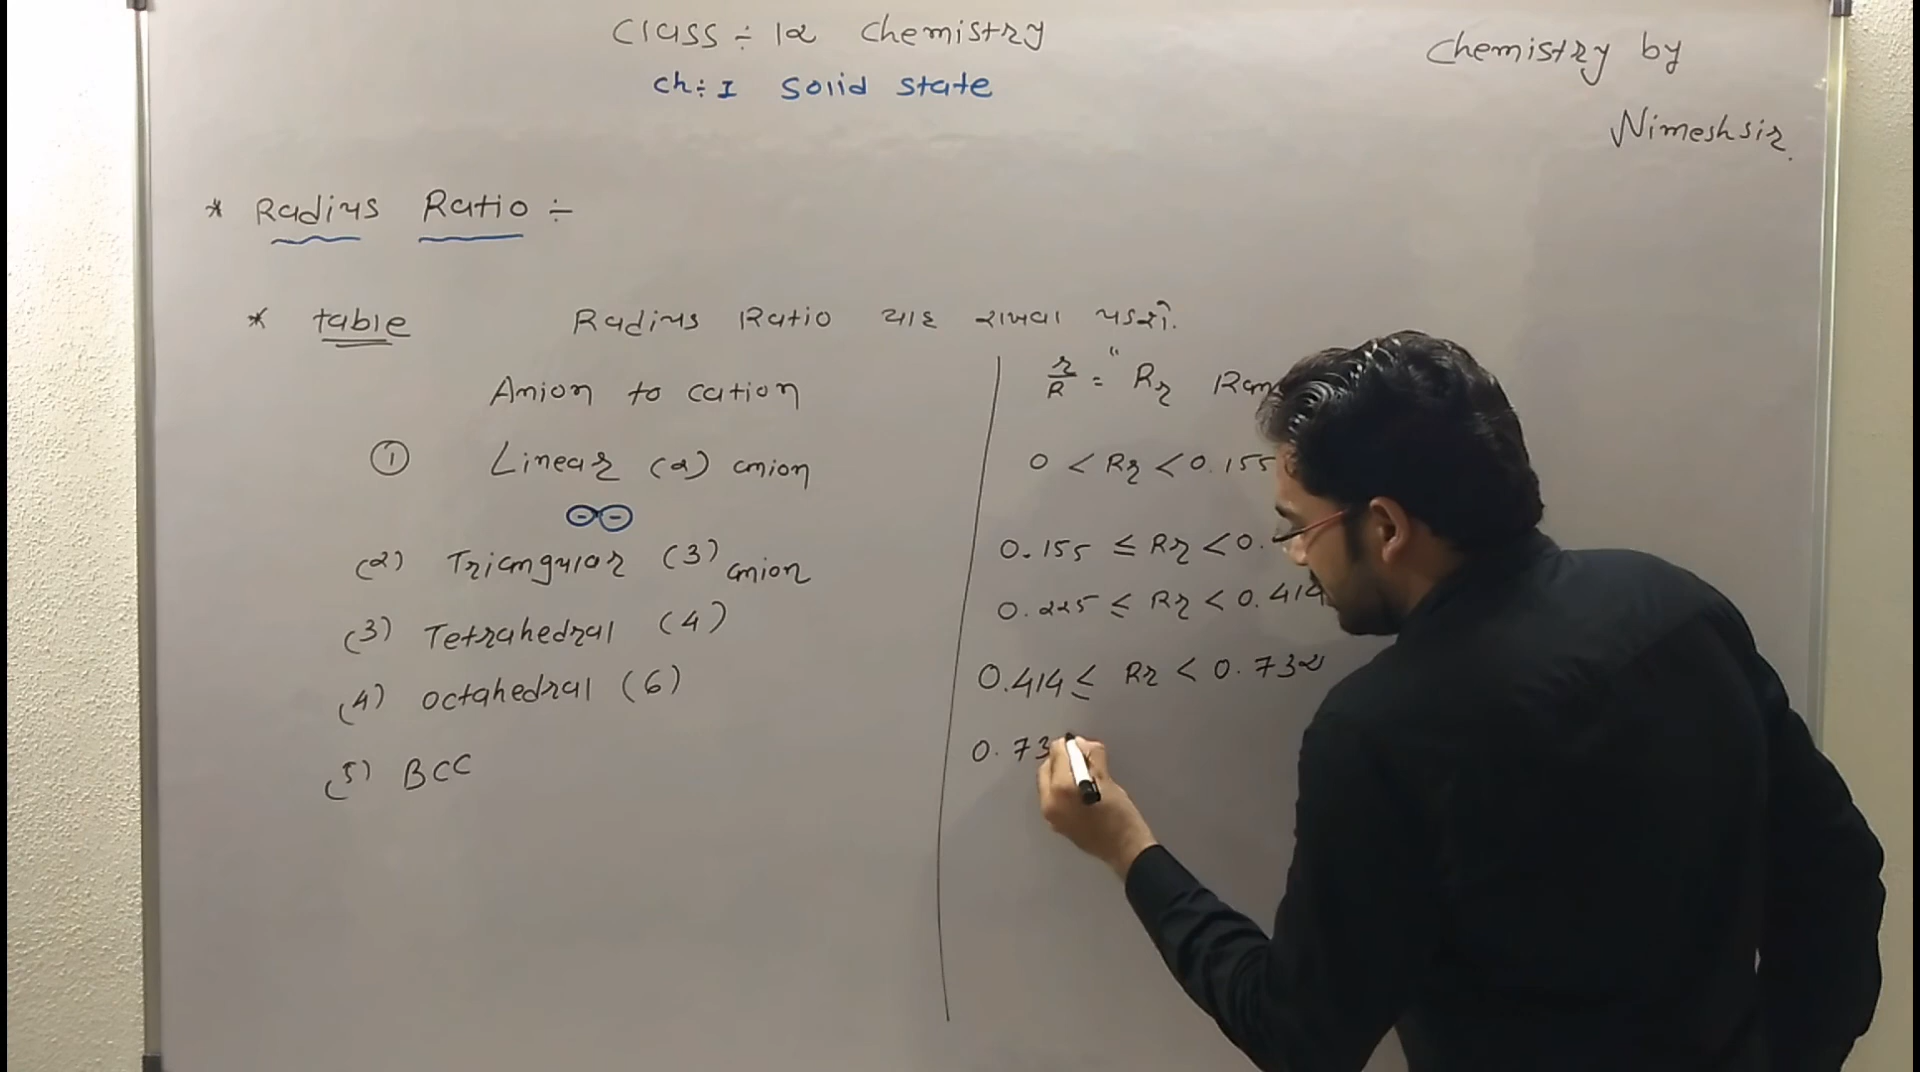 Class ÷ 12 Chemistry
Ch ÷ I Solid State
Chemistry by
Nimesh sir.
* Radius Ratio ÷
* table Radius Ratio યાદ રાખવા પડશે.
Anion to cation
r/R = "Rr
① Linear (2) anion
0 < Rr < 0.155
(2) Triangular (3) anion
0.155 ≤ Rr < 0.
(3) Tetrahedral (4)
0.225 ≤ Rr < 0.414
(4) octahedral (6)
0.414 ≤ Rr < 0.732
(5) BCC
0.73